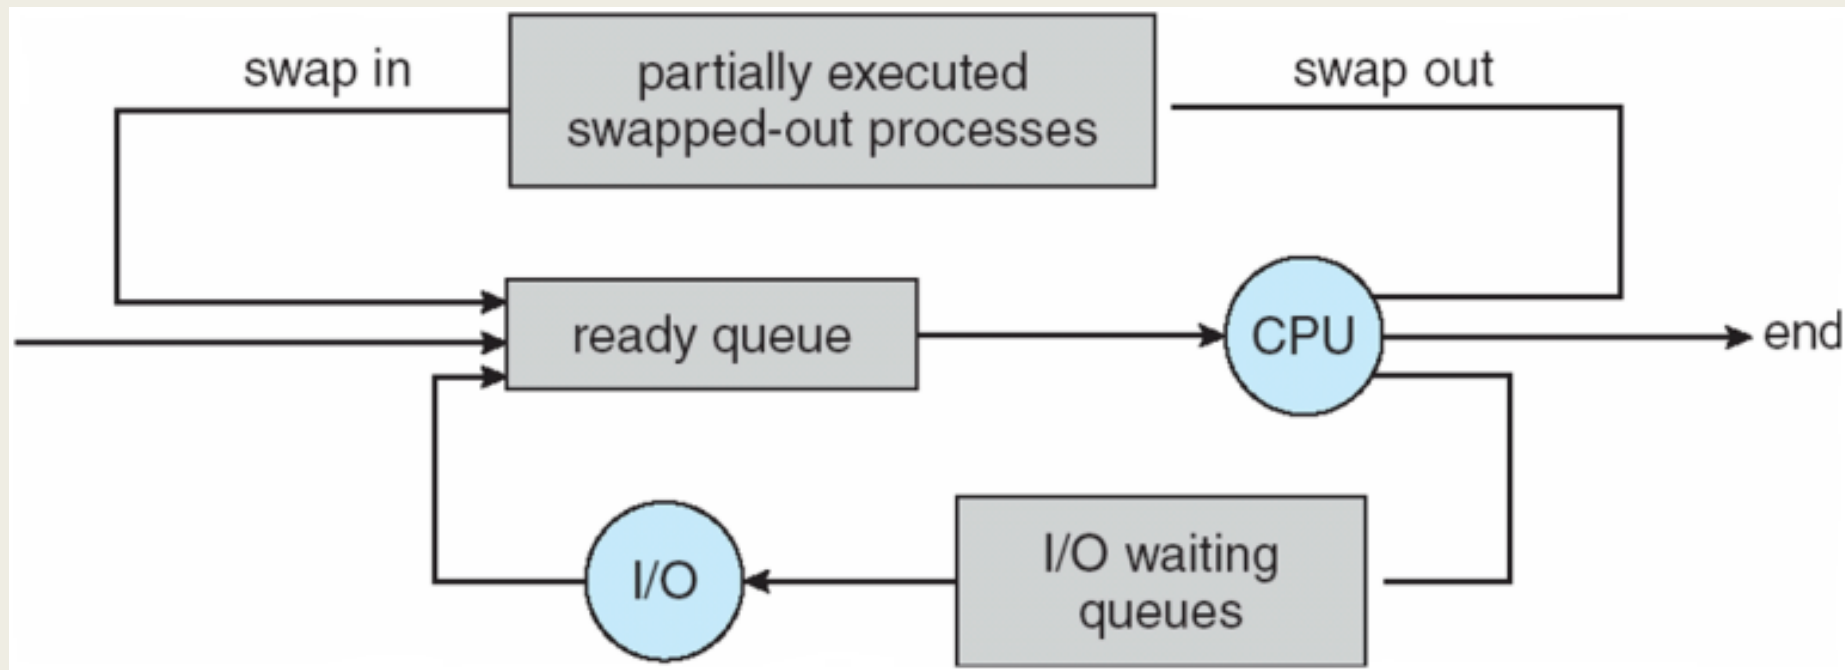 swap in
partially executed
swapped-out processes
swap out
ready queue
CPU
end
I/O
I/O waiting
queues